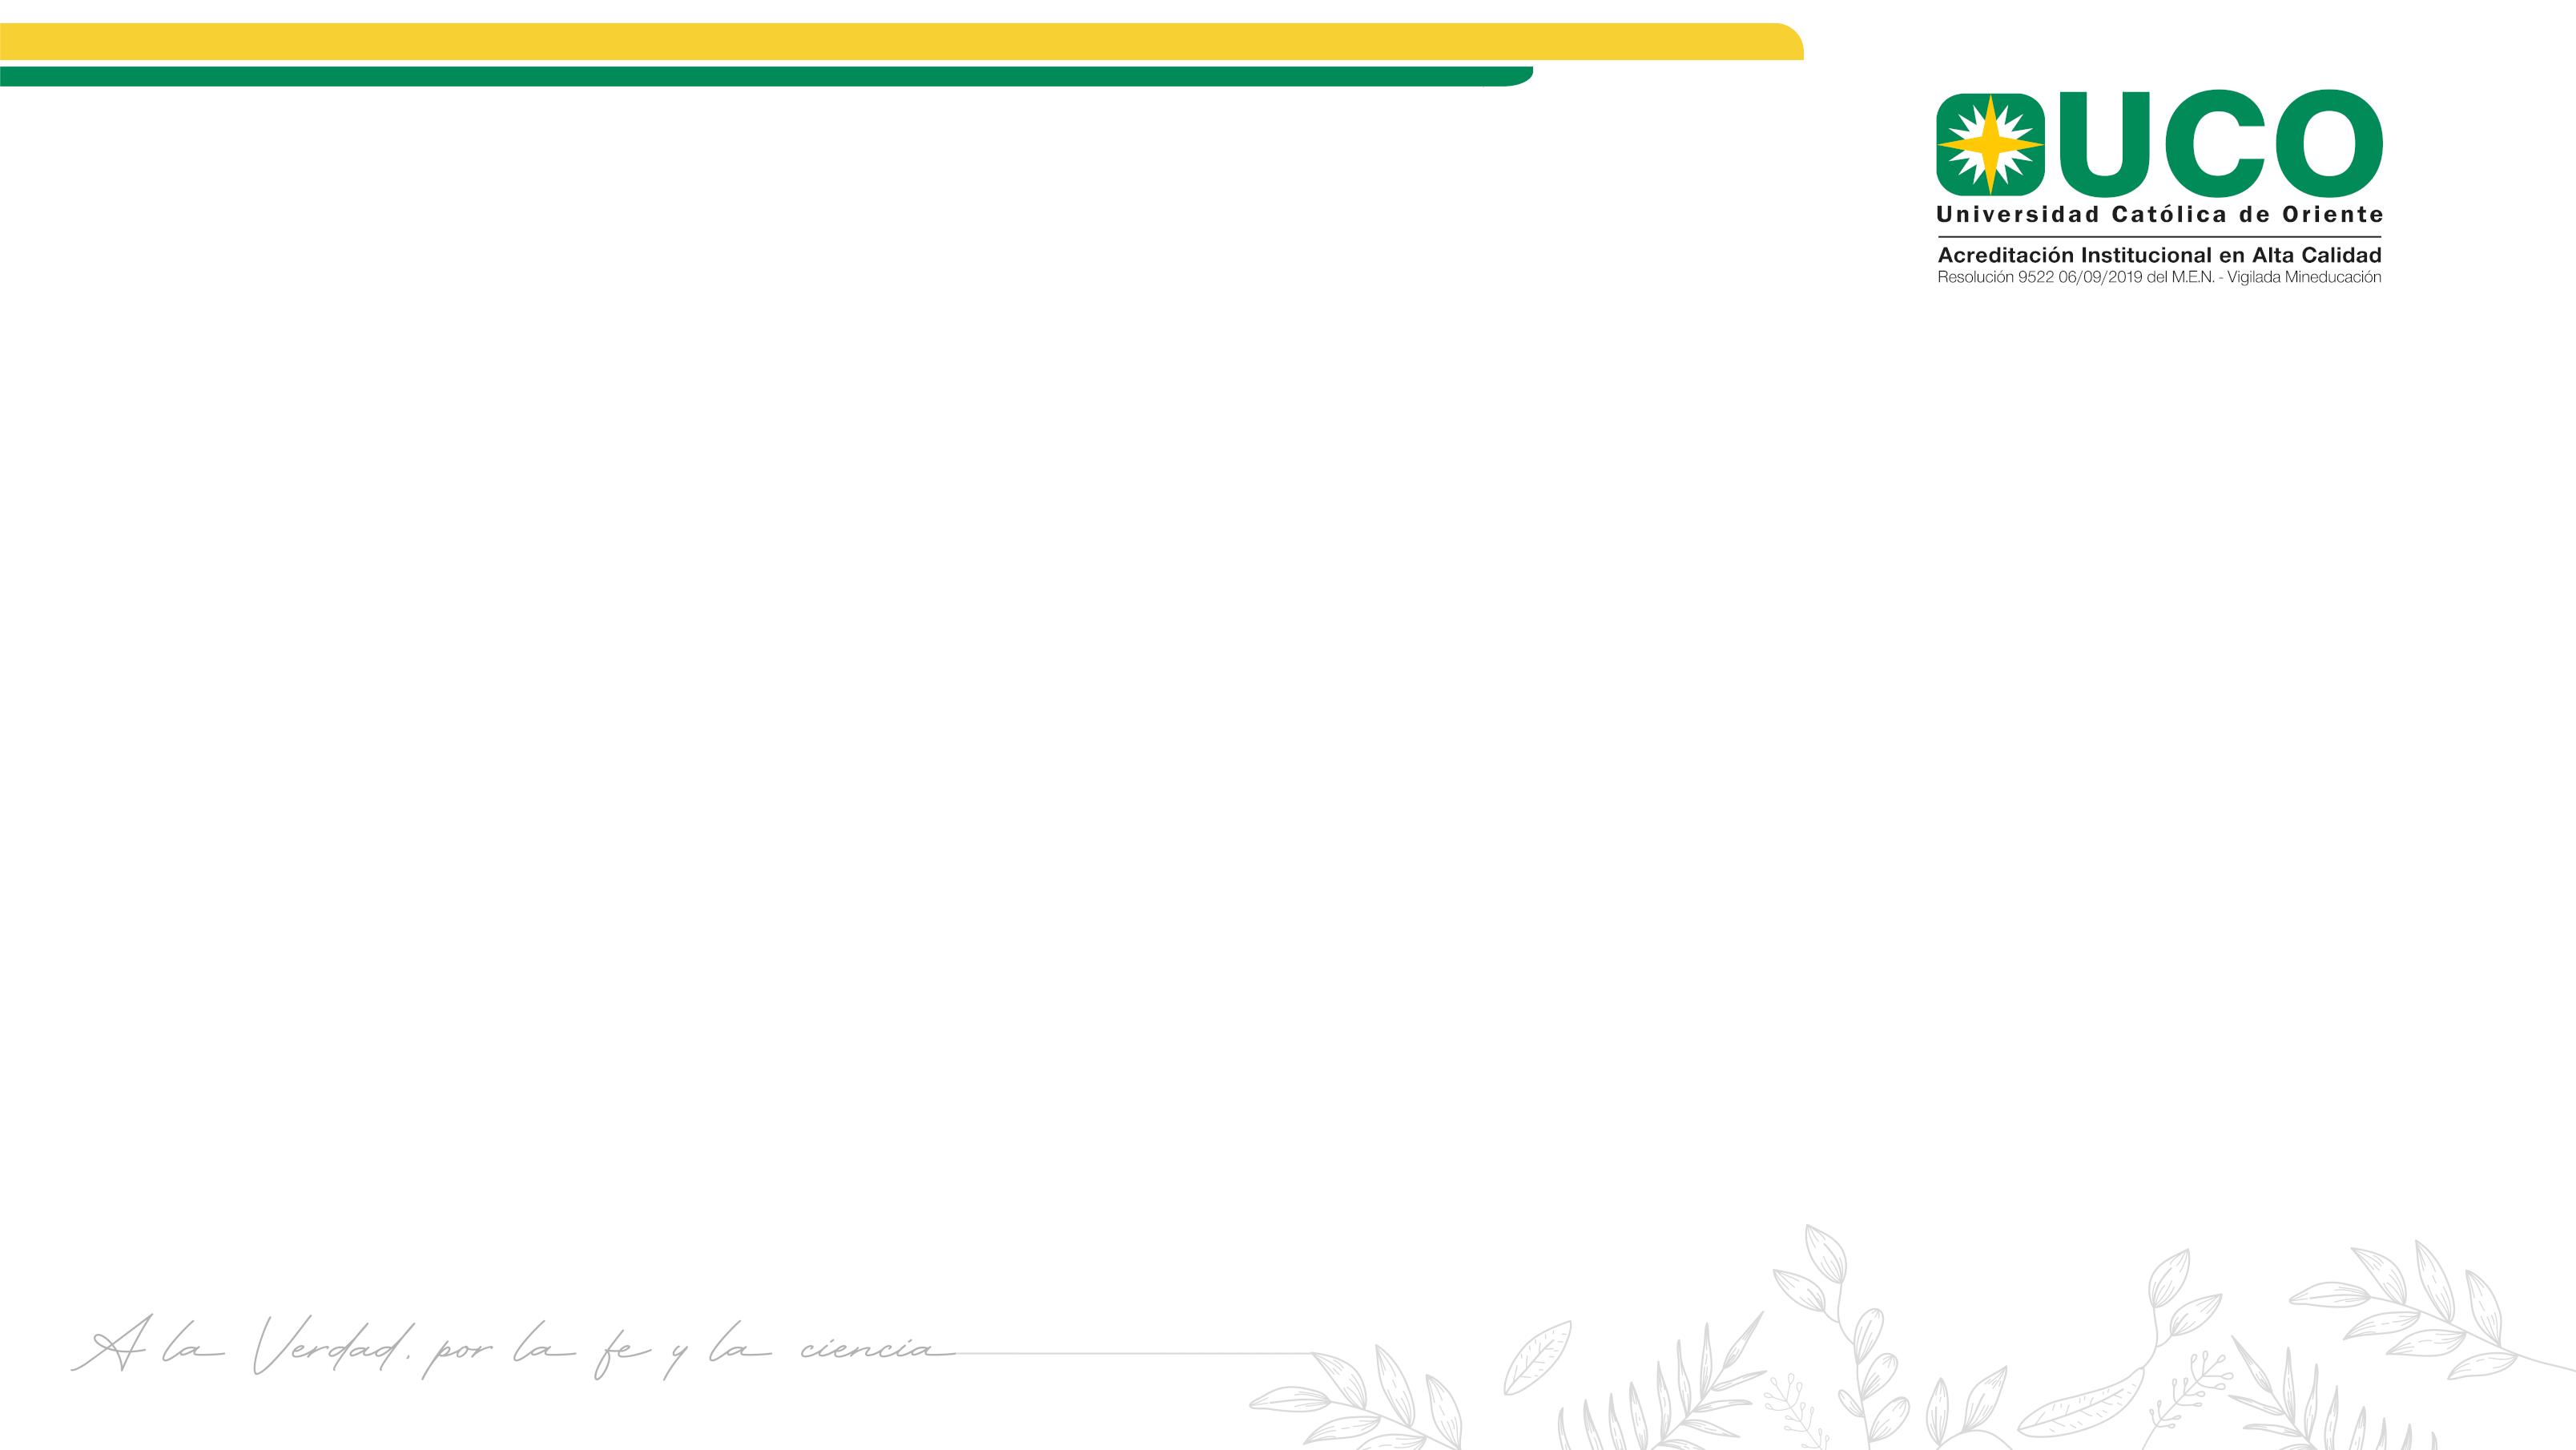 UCO
Universidad Católica de Oriente
Acreditación Institucional en Alta Calidad
Resolución 9522 06/09/2019 del M.E.N. - Vigilada Mineducación
A la Verdad. por la fe y la ciencia